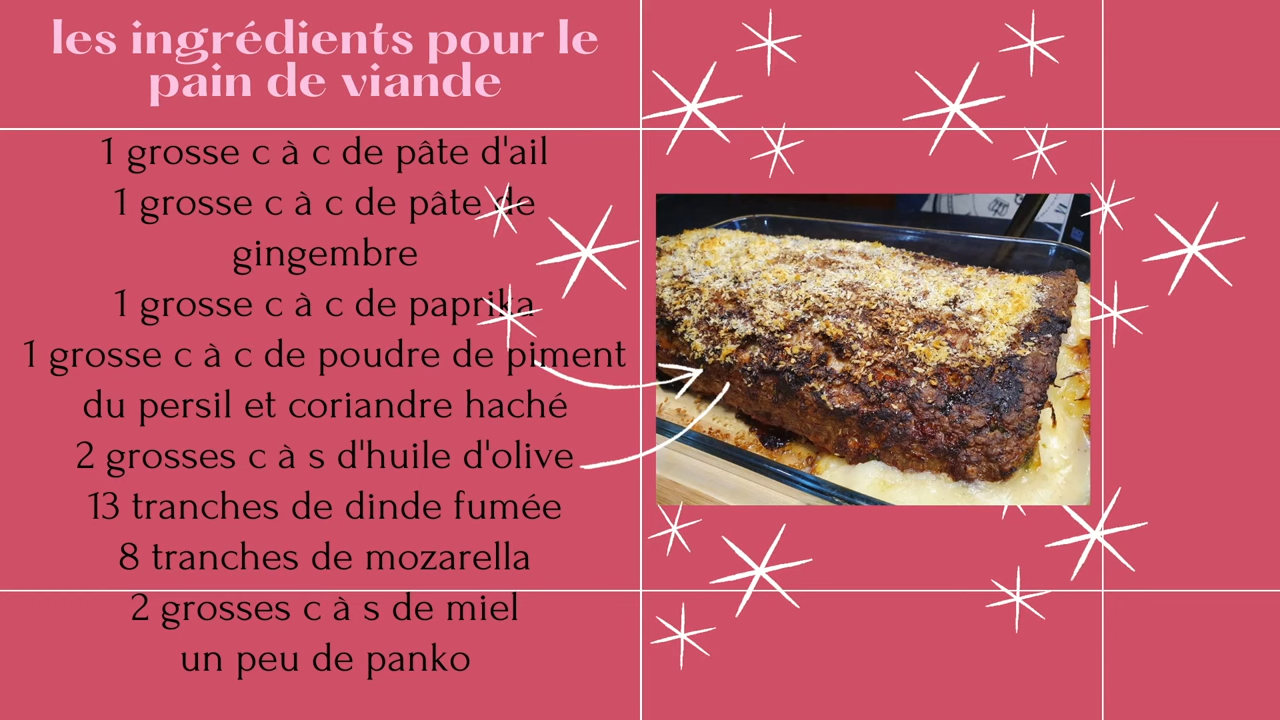 les ingrédients pour le
pain de viande
1 grosse c à c de pâte d'ail
1 grosse c à c de pâte de
gingembre
1 grosse c à c de paprika
1 grosse c à c de poudre de piment
du persil et coriandre haché
2 grosses c à s d'huile d'olive
13 tranches de dinde fumée
8 tranches de mozarella
2 grosses c à s de miel
un peu de panko